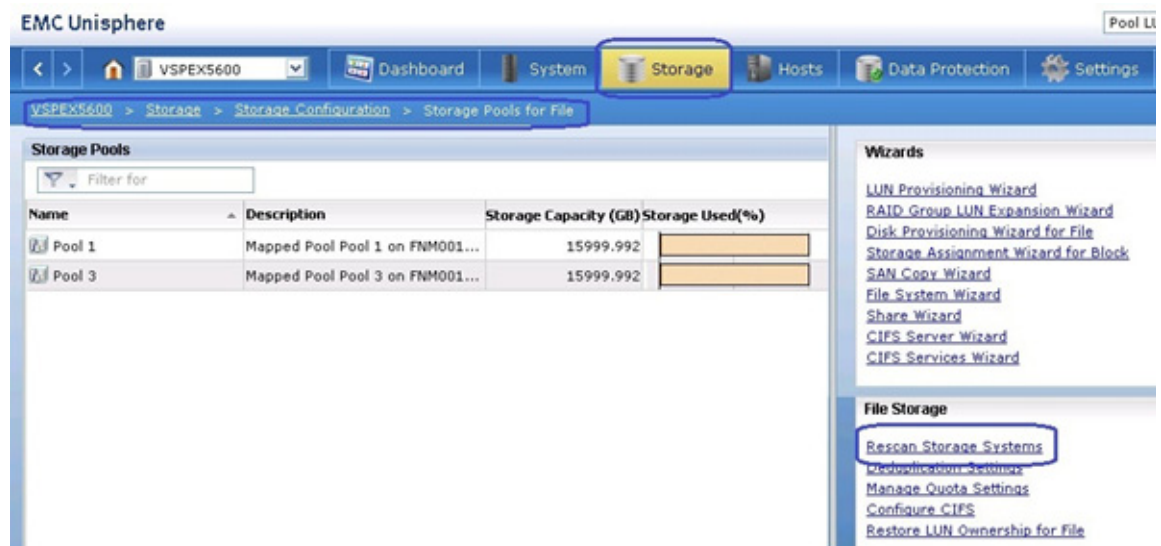 EMC Unisphere
Pool LU
VSPEX5600
Dashboard
System
Storage
Hosts
Data Protection
Settings
VSPEX5600 > Storage > Storage Configuration > Storage Pools for File
Storage Pools
Filter for
Name Description Storage Capacity (GB) Storage Used(%)
Pool 1 Mapped Pool Pool 1 on FNM001... 15999.992
Pool 3 Mapped Pool Pool 3 on FNM001... 15999.992
Wizards
LUN Provisioning Wizard
RAID Group LUN Expansion Wizard
Disk Provisioning Wizard for File
Storage Assignment Wizard for Block
SAN Copy Wizard
File System Wizard
Share Wizard
CIFS Server Wizard
CIFS Services Wizard
File Storage
Rescan Storage Systems
Deduplication Settings
Manage Quota Settings
Configure CIFS
Restore LUN Ownership for File